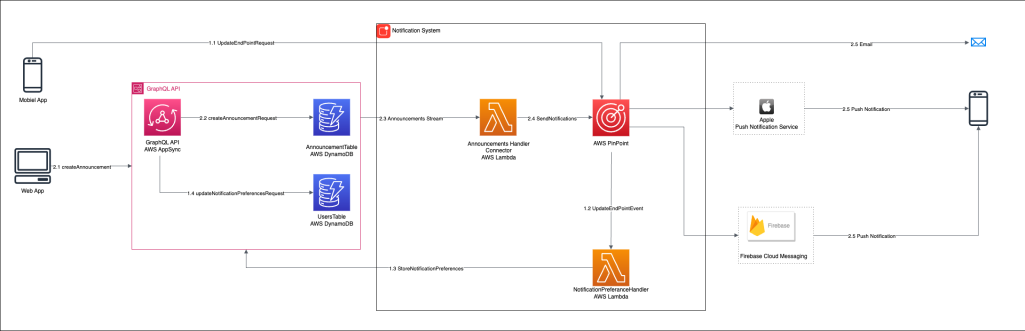 Notification System
1.1 UpdateEndPointRequest
2.5 Email
Mobiel App
GraphQL API
2.2 createAnnouncementRequest
2.3 Announcements Stream
2.4 SendNotifications
Apple
Push Notification Service
2.5 Push Notification
GraphQL API
AWS AppSync
AnnouncementTable
AWS DynamoDB
Announcements Handler
Connector
AWS Lambda
AWS PinPoint
2.1 createAnnouncement
Web App
1.4 updateNotificationPreferencesRequest
UsersTable
AWS DynamoDB
1.2 UpdateEndPointEvent
Firebase
2.5 Push Notification
Firebase Cloud Messaging
1.3 StoreNotificationPreferences
NotificationPreferanceHandler
AWS Lambda